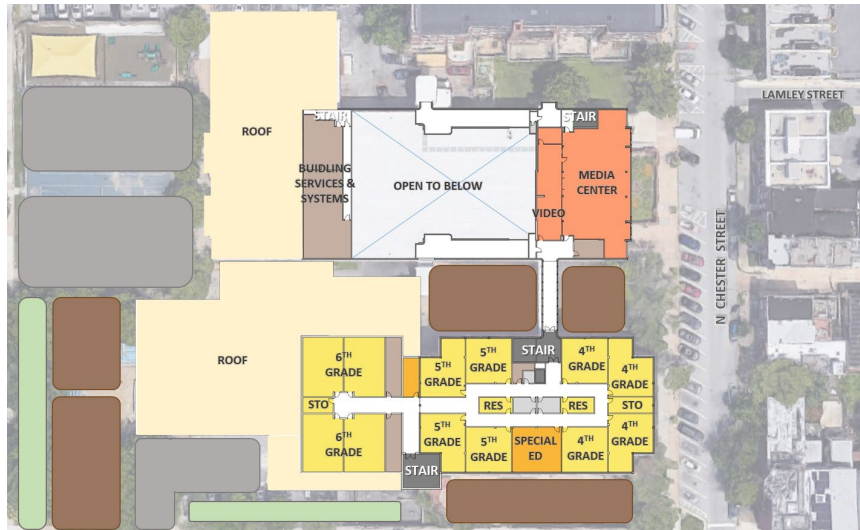 LAMLEY STREET
STAIR
STAIR
ROOF
BUIDLING
SERVICES &
SYSTEMS
OPEN TO BELOW
MEDIA
CENTER
VIDEO
N CHESTER STREET
ROOF
6TH
GRADE
5TH
GRADE
5TH
GRADE
STAIR
4TH
GRADE
4TH
GRADE
STO
RES
RES
STO
6TH
GRADE
5TH
GRADE
5TH
GRADE
SPECIAL
ED
4TH
GRADE
4TH
GRADE
STAIR